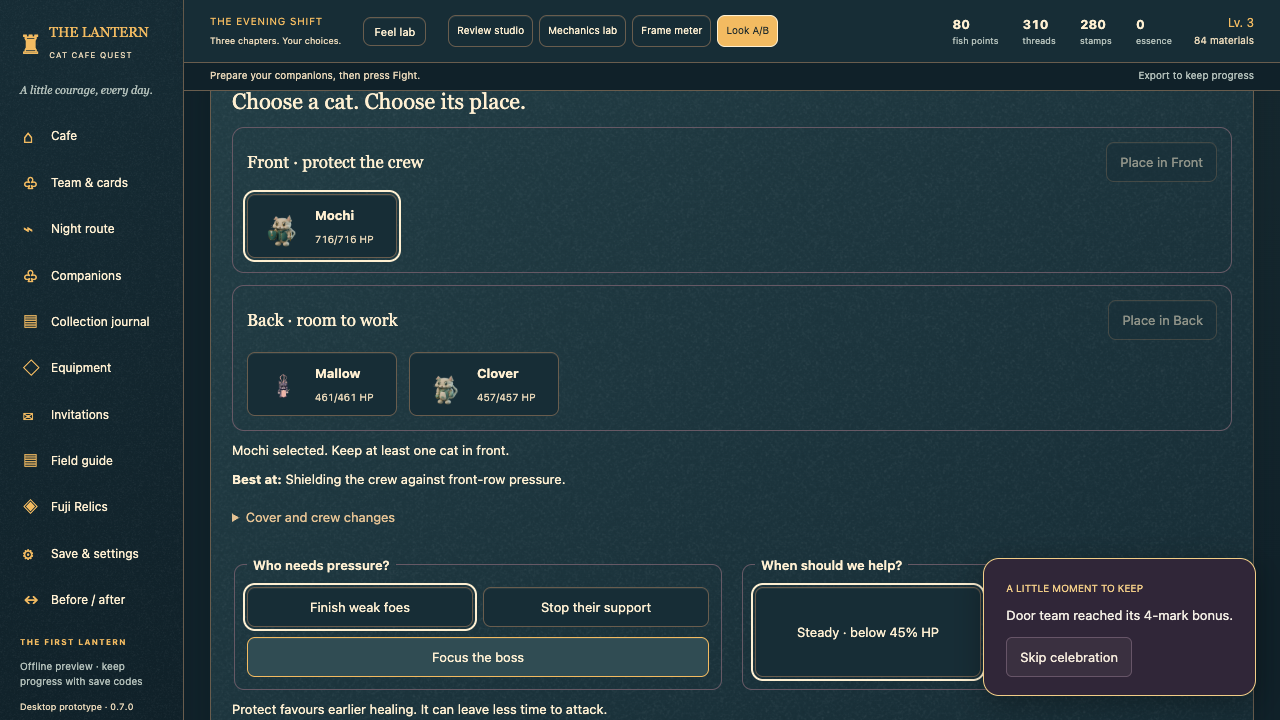 THE LANTERN
CAT CAFE QUEST
A little courage, every day.
Cafe
Team & cards
Night route
Companions
Collection journal
Equipment
Invitations
Field guide
Fuji Relics
Save & settings
Before / after
THE FIRST LANTERN
Offline preview · keep
progress with save codes
Desktop prototype · 0.7.0
THE EVENING SHIFT
Three chapters. Your choices.
Feel lab
Review studio
Mechanics lab
Frame meter
Look A/B
80
fish points
310
threads
280
stamps
0
essence
Lv. 3
84 materials
Prepare your companions, then press Fight.
Export to keep progress
Choose a cat. Choose its place.
Front · protect the crew
Place in Front
Mochi
716/716 HP
Back · room to work
Place in Back
Mallow
461/461 HP
Clover
457/457 HP
Mochi selected. Keep at least one cat in front.
Best at: Shielding the crew against front-row pressure.
Cover and crew changes
Who needs pressure?
Finish weak foes
Stop their support
Focus the boss
When should we help?
Steady · below 45% HP
A LITTLE MOMENT TO KEEP
Door team reached its 4-mark bonus.
Skip celebration
Protect favours earlier healing. It can leave less time to attack.